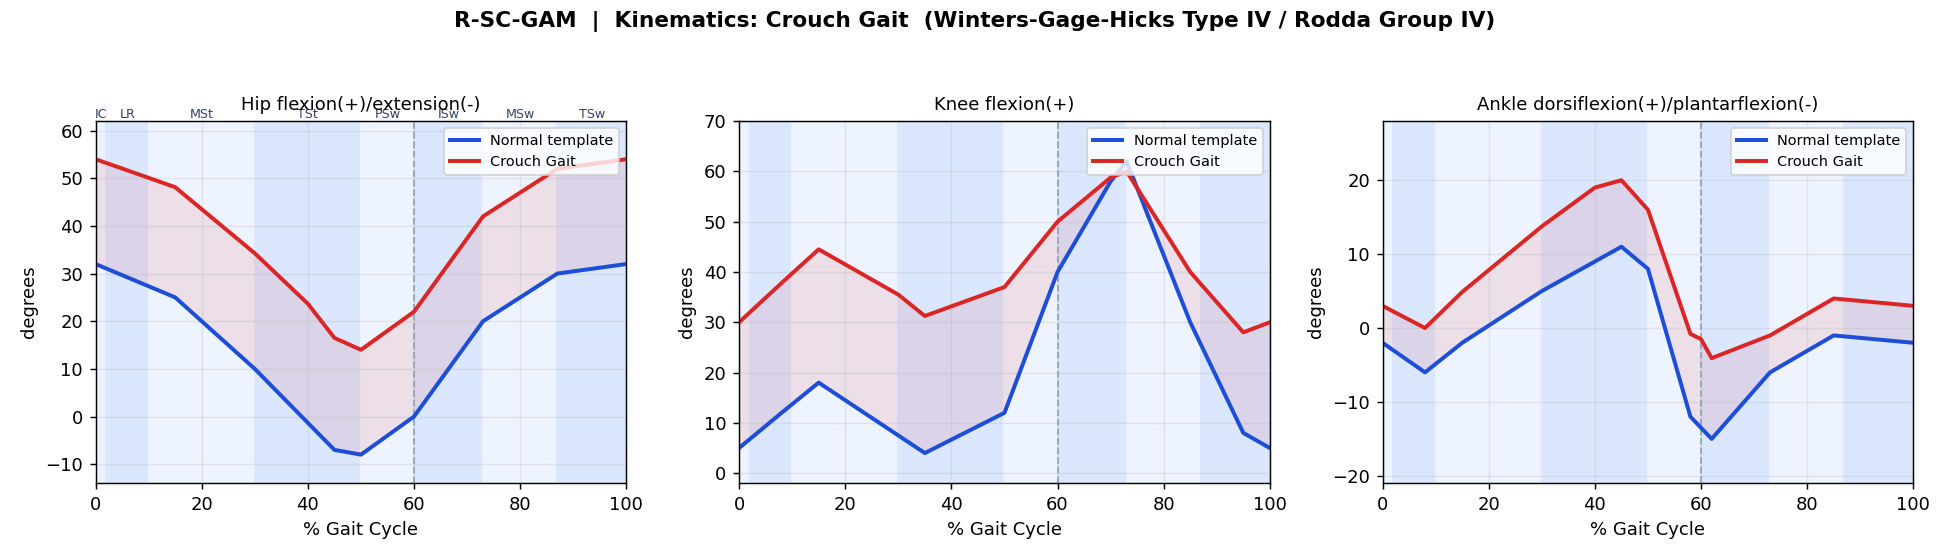 R-SC-GAM  |  Kinematics: Crouch Gait  (Winters-Gage-Hicks Type IV / Rodda Group IV)
Hip flexion(+)/extension(-)
IC LR MSt TSt PSw ISw MSw TSw
Normal template
Crouch Gait
60
50
40
30
20
10
0
−10
degrees
0 20 40 60 80 100
% Gait Cycle
Knee flexion(+)
Normal template
Crouch Gait
70
60
50
40
30
20
10
0
degrees
0 20 40 60 80 100
% Gait Cycle
Ankle dorsiflexion(+)/plantarflexion(-)
Normal template
Crouch Gait
20
10
0
−10
−20
degrees
0 20 40 60 80 100
% Gait Cycle